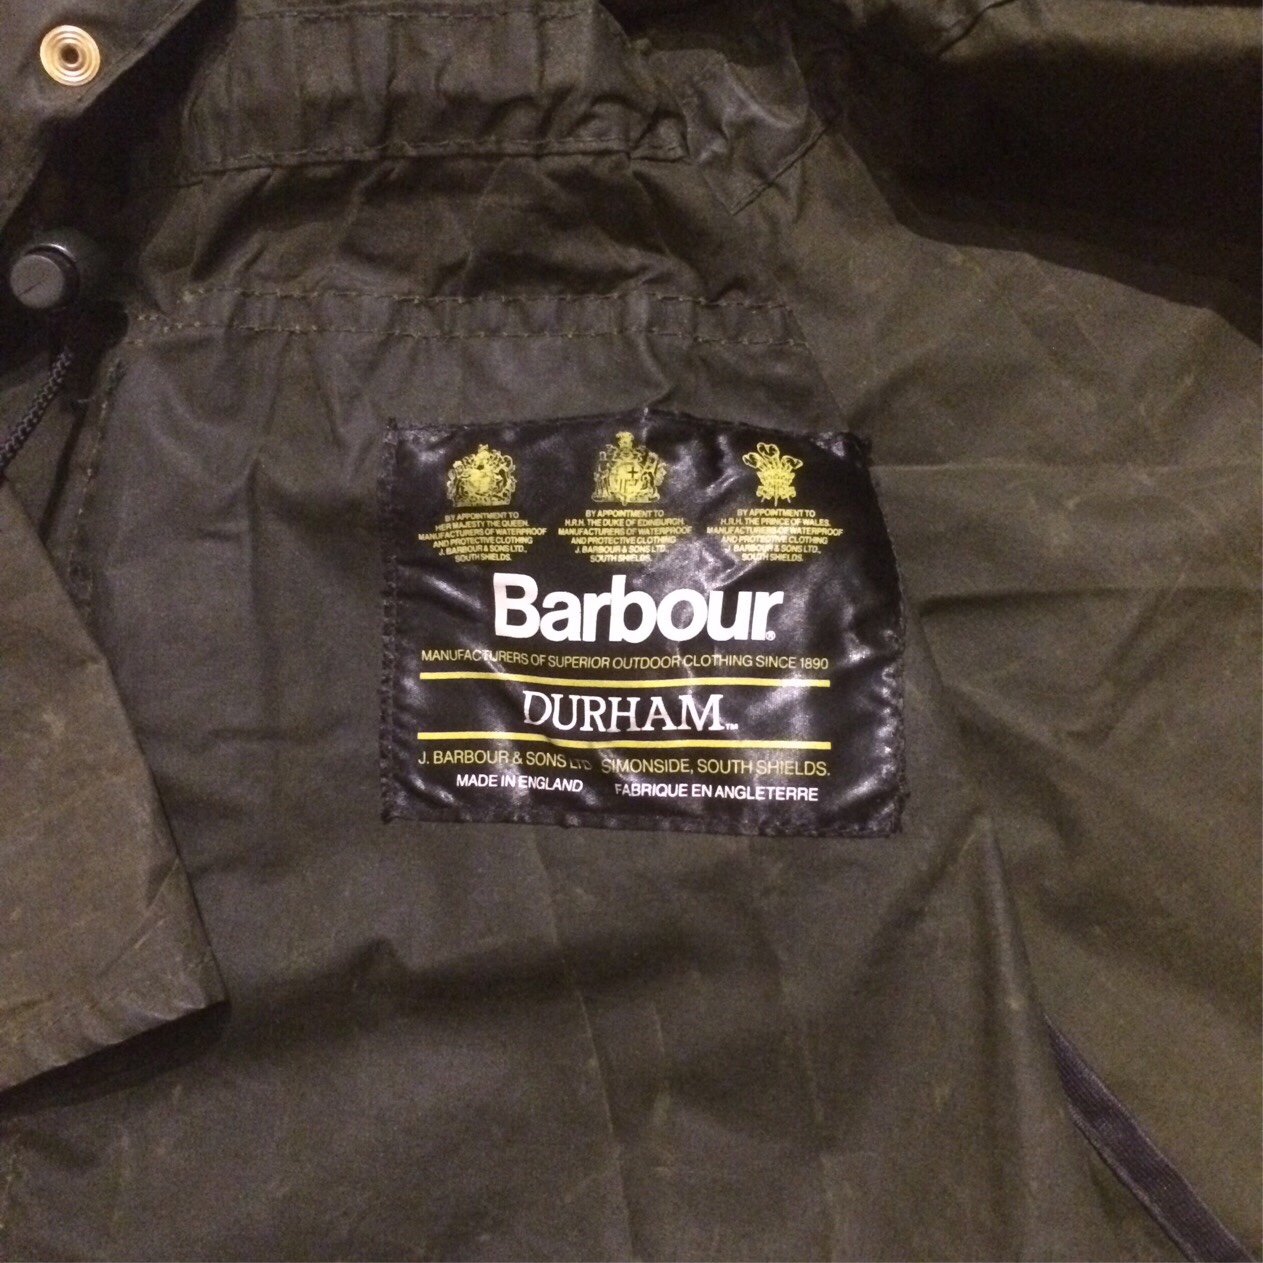 BY APPOINTMENT TO
HER MAJESTY THE QUEEN,
MANUFACTURERS OF WATERPROOF
AND PROTECTIVE CLOTHING
J. BARBOUR & SONS LTD.,
SOUTH SHIELDS.
BY APPOINTMENT TO
H.R.H. THE DUKE OF EDINBURGH,
MANUFACTURERS OF WATERPROOF
AND PROTECTIVE CLOTHING
J. BARBOUR & SONS LTD.,
SOUTH SHIELDS.
BY APPOINTMENT TO
H.R.H. THE PRINCE OF WALES,
MANUFACTURERS OF WATERPROOF
AND PROTECTIVE CLOTHING
J. BARBOUR & SONS LTD.,
SOUTH SHIELDS.
Barbour®
MANUFACTURERS OF SUPERIOR OUTDOOR CLOTHING SINCE 1890
DURHAM™
J. BARBOUR & SONS LTD SIMONSIDE, SOUTH SHIELDS.
MADE IN ENGLAND FABRIQUE EN ANGLETERRE